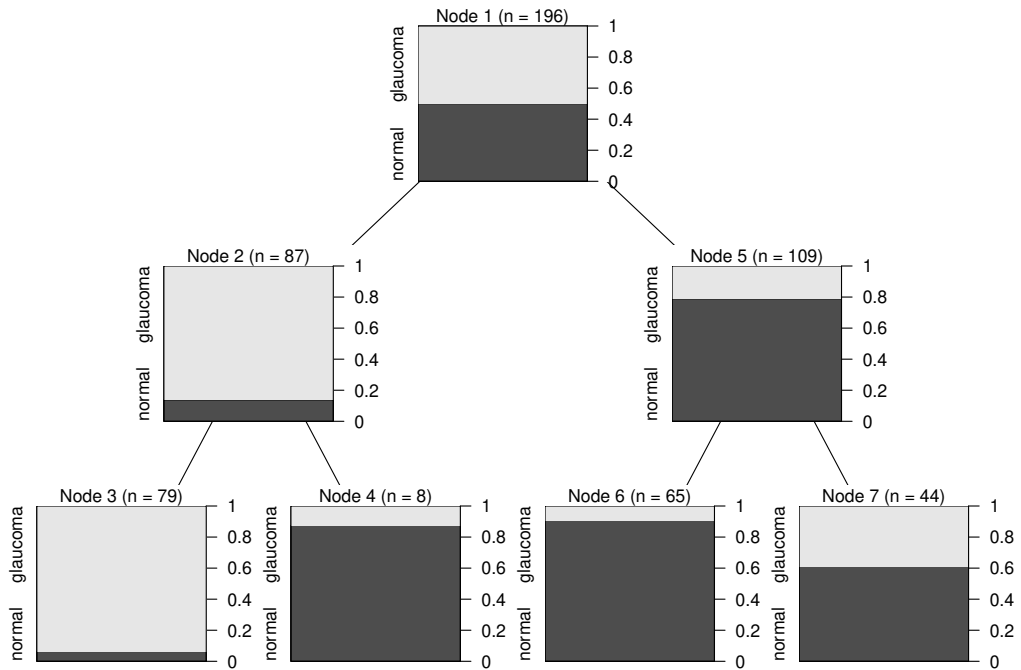 Node 1 (n = 196)
glaucoma
normal
1
0.8
0.6
0.4
0.2
0
Node 2 (n = 87)
glaucoma
normal
1
0.8
0.6
0.4
0.2
0
Node 5 (n = 109)
glaucoma
normal
1
0.8
0.6
0.4
0.2
0
Node 3 (n = 79)
glaucoma
normal
1
0.8
0.6
0.4
0.2
0
Node 4 (n = 8)
glaucoma
normal
1
0.8
0.6
0.4
0.2
0
Node 6 (n = 65)
glaucoma
normal
1
0.8
0.6
0.4
0.2
0
Node 7 (n = 44)
glaucoma
normal
1
0.8
0.6
0.4
0.2
0